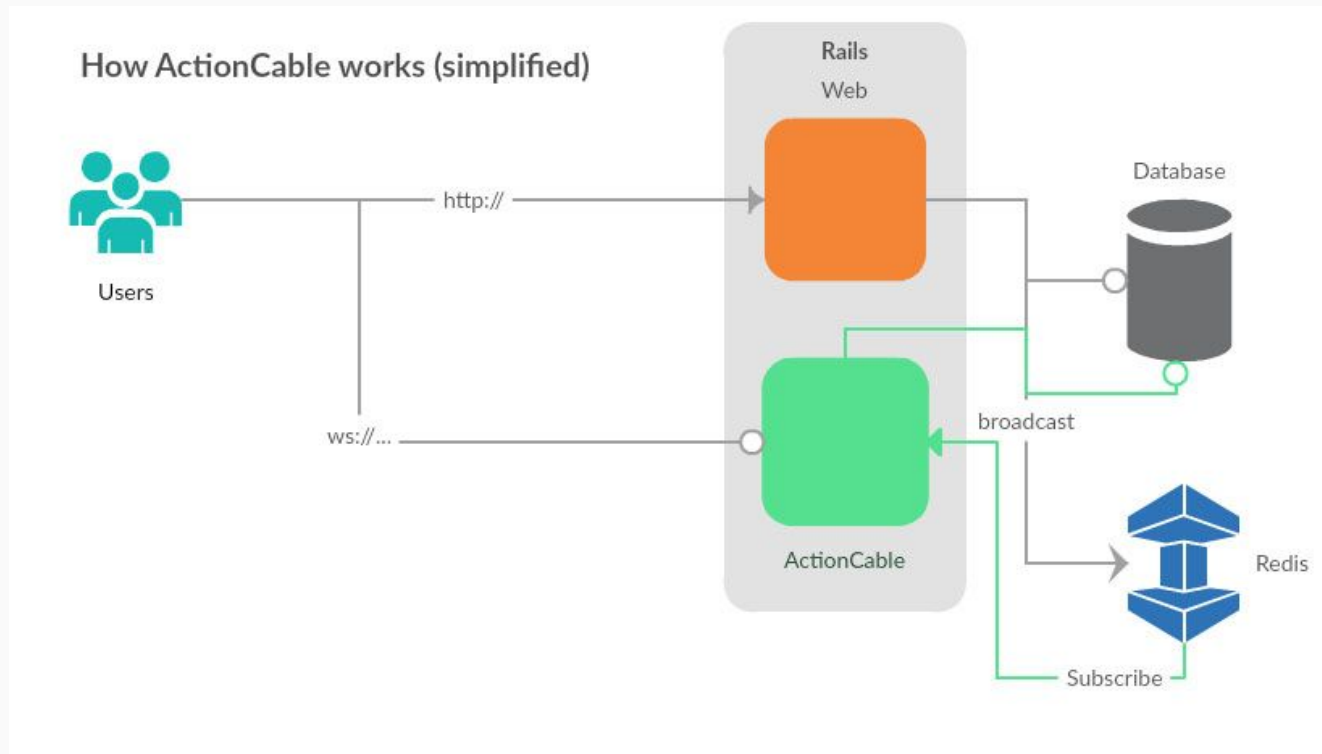 How ActionCable works (simplified)
Rails
Web
http://
Database
Users
broadcast
ws://...
ActionCable
Redis
Subscribe